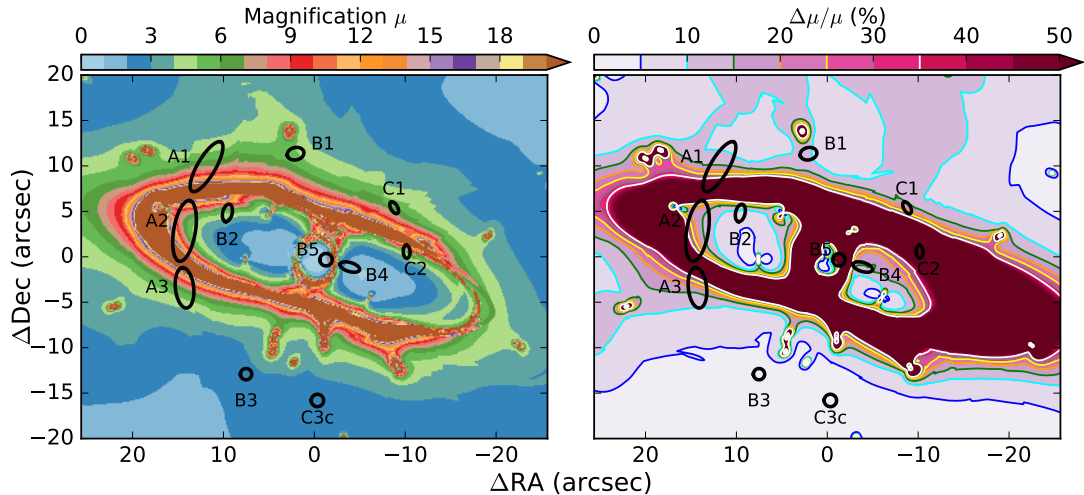 Magnification μ
0 3 6 9 12 15 18
Δμ/μ (%)
0 10 20 30 40 50
ΔDec (arcsec)
20
15
10
5
0
−5
−10
−15
−20
A1
B1
C1
A2
B2
B5
C2
B4
A3
B3
C3c
20 10 0 −10 −20
A1
B1
C1
A2
B2
B5
C2
B4
A3
B3
C3c
20 10 0 −10 −20
ΔRA (arcsec)